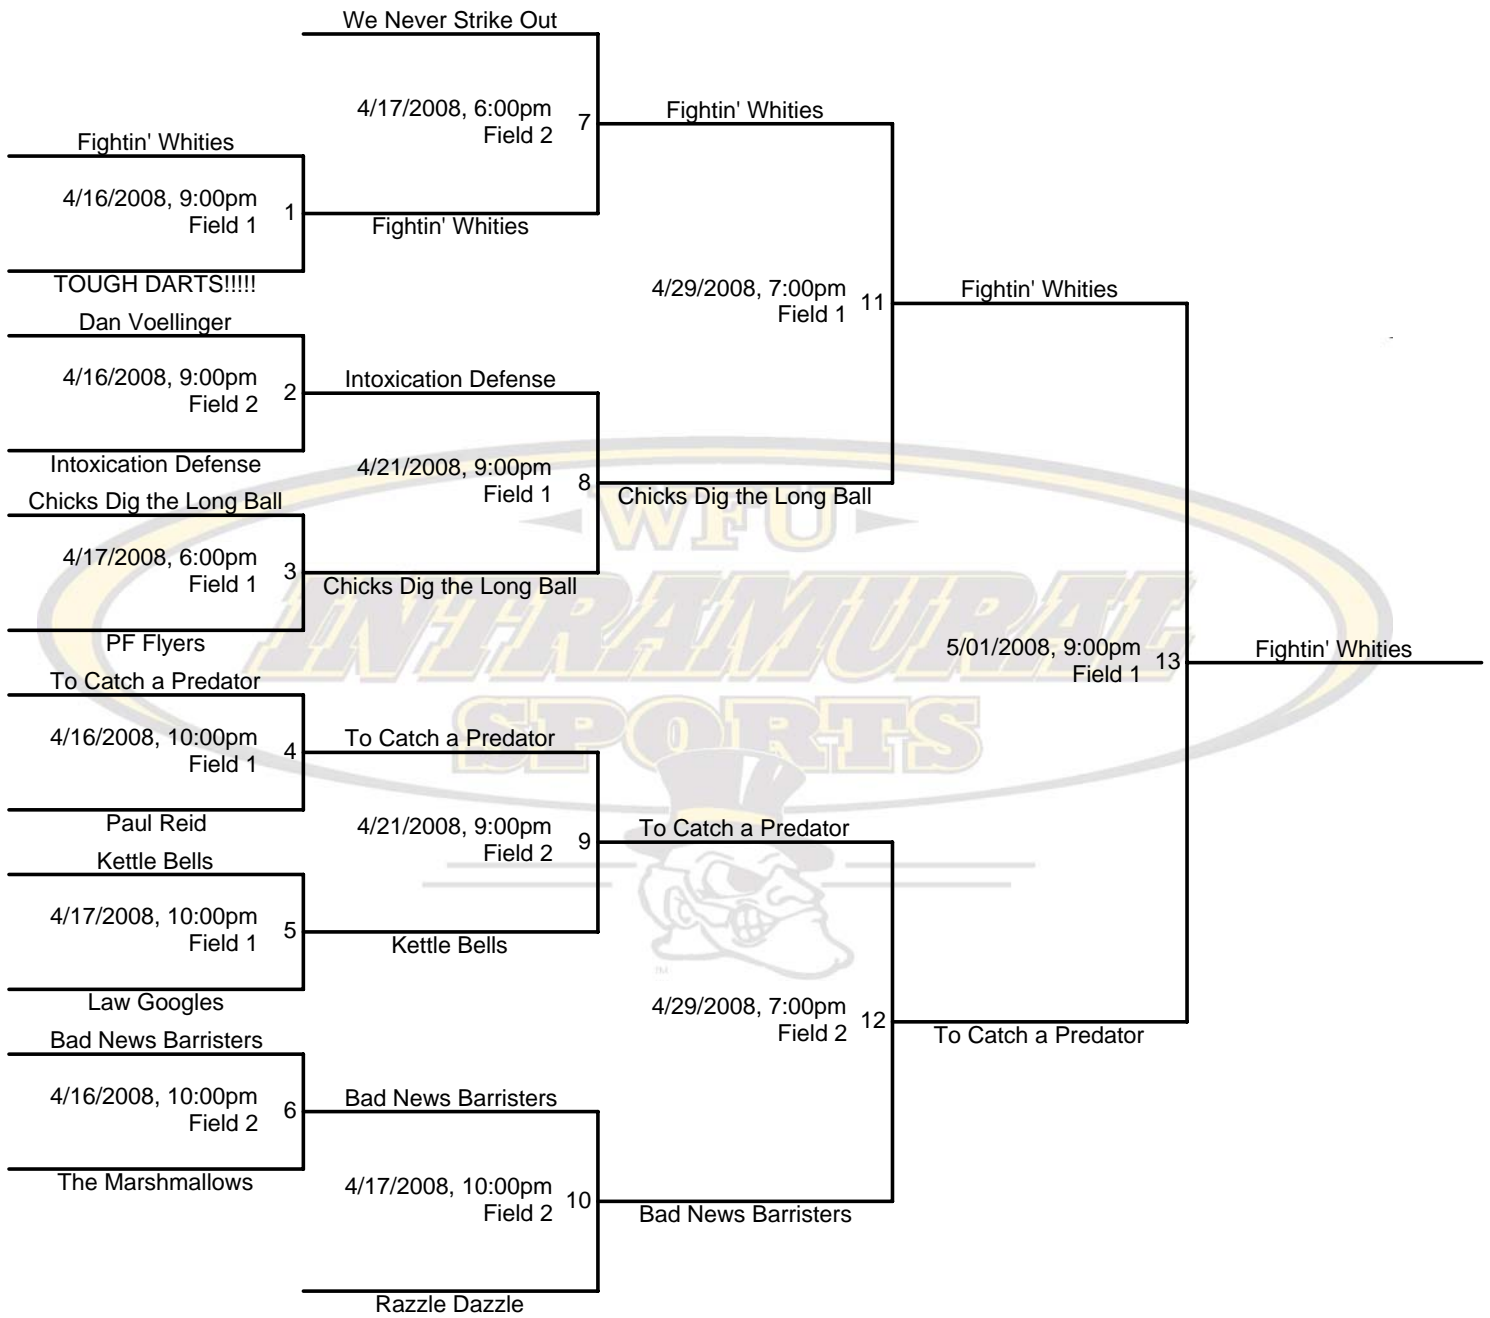 We Never Strike Out
4/17/2008, 6:00pm
Field 2
7
Fightin' Whities
Fightin' Whities
4/16/2008, 9:00pm
Field 1
1
Fightin' Whities
TOUGH DARTS!!!!!
4/29/2008, 7:00pm
Field 1
11
Fightin' Whities
Dan Voellinger
4/16/2008, 9:00pm
Field 2
2
Intoxication Defense
Intoxication Defense
4/21/2008, 9:00pm
Field 1
8
Chicks Dig the Long Ball
Chicks Dig the Long Ball
4/17/2008, 6:00pm
Field 1
3
Chicks Dig the Long Ball
PF Flyers
WFU
INTRAMURAL
SPORTS
5/01/2008, 9:00pm
Field 1
13
Fightin' Whities
To Catch a Predator
4/16/2008, 10:00pm
Field 1
4
To Catch a Predator
Paul Reid
4/21/2008, 9:00pm
Field 2
9
To Catch a Predator
Kettle Bells
4/17/2008, 10:00pm
Field 1
5
Kettle Bells
TM
Law Googles
4/29/2008, 7:00pm
Field 2
12
To Catch a Predator
Bad News Barristers
4/16/2008, 10:00pm
Field 2
6
Bad News Barristers
The Marshmallows
4/17/2008, 10:00pm
Field 2
10
Bad News Barristers
Razzle Dazzle